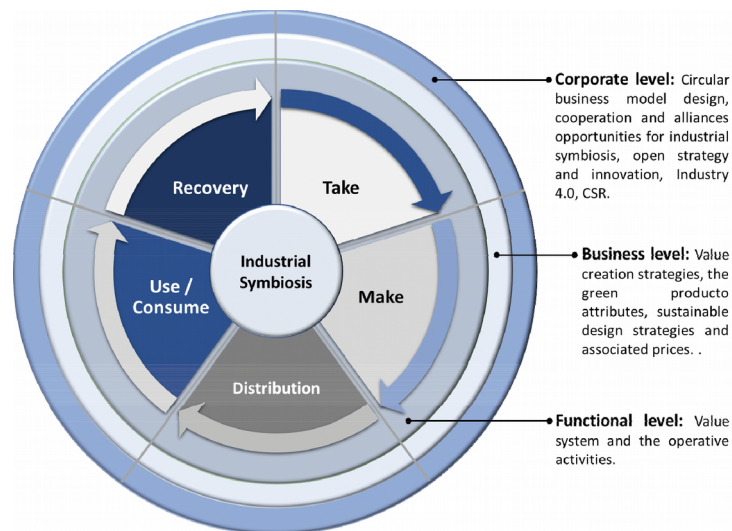 Recovery
Take
Industrial
Symbiosis
Use /
Consume
Make
Distribution
Corporate level: Circular
business model design,
cooperation and alliances
opportunities for industrial
symbiosis, open strategy
and innovation, Industry
4.0, CSR.
Business level: Value
creation strategies, the
green producto
attributes, sustainable
design strategies and
associated prices. .
Functional level: Value
system and the operative
activities.